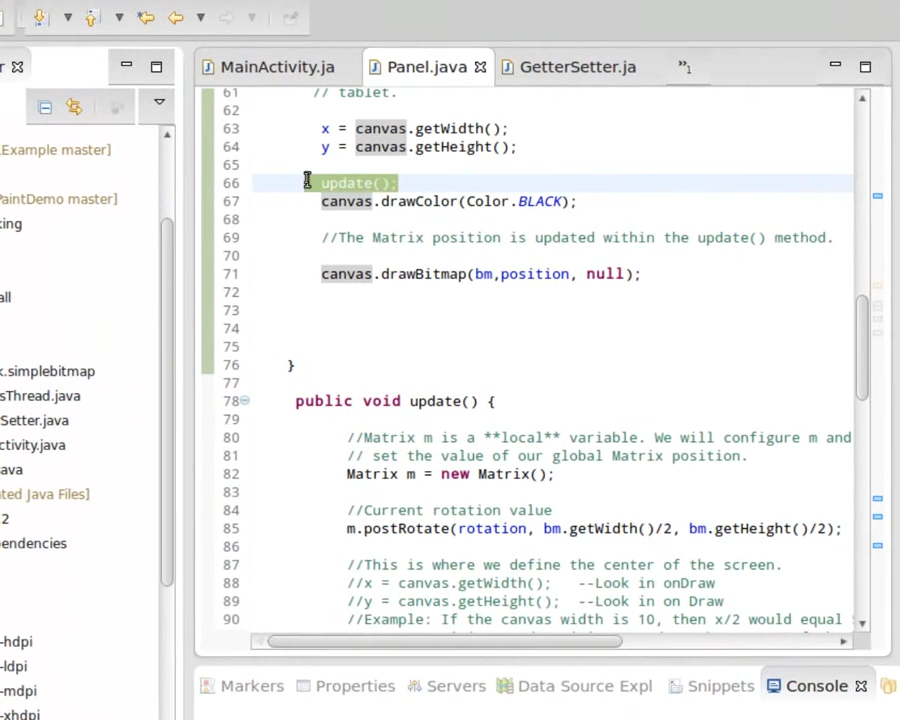 r
MainActivity.ja
Panel.java
GetterSetter.ja
»1
.Example master]
PaintDemo master]
king
all
k.simplebitmap
sThread.java
rSetter.java
ctivity.java
java
ted Java Files]
2
pendencies
-hdpi
-ldpi
-mdpi
-xhdpi
61 // tablet.
62
63 x = canvas.getWidth();
64 y = canvas.getHeight();
65
66 update();
67 canvas.drawColor(Color.BLACK);
68
69 //The Matrix position is updated within the update() method.
70
71 canvas.drawBitmap(bm,position, null);
72
73
74
75
76 }
77
78 public void update() {
79
80 //Matrix m is a **local** variable. We will configure m and
81 // set the value of our global Matrix position.
82 Matrix m = new Matrix();
83
84 //Current rotation value
85 m.postRotate(rotation, bm.getWidth()/2, bm.getHeight()/2);
86
87 //This is where we define the center of the screen.
88 //x = canvas.getWidth(); --Look in onDraw
89 //y = canvas.getHeight(); --Look in on Draw
90 //Example: If the canvas width is 10, then x/2 would equal
Markers
Properties
Servers
Data Source Expl
Snippets
Console